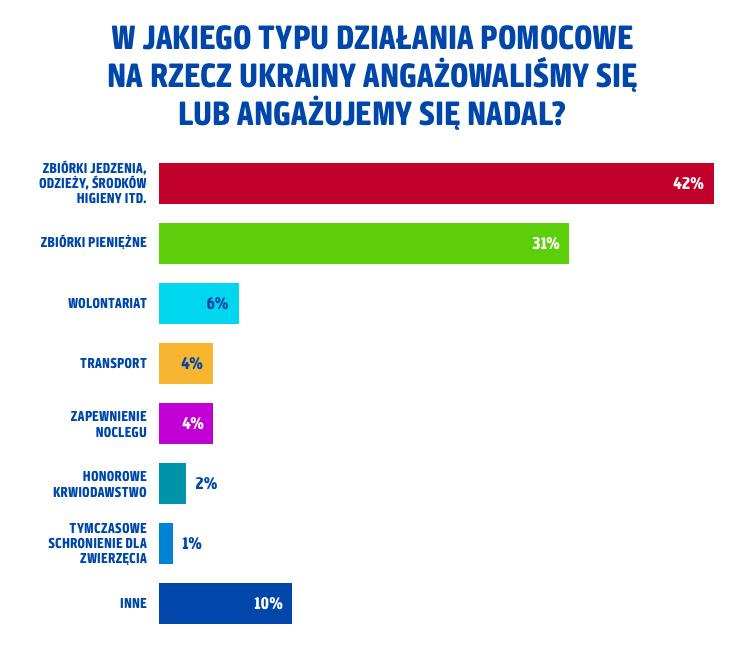 W JAKIEGO TYPU DZIAŁANIA POMOCOWE
NA RZECZ UKRAINY ANGAŻOWALIŚMY SIĘ
LUB ANGAŻUJEMY SIĘ NADAL?
ZBIÓRKI JEDZENIA,
ODZIEŻY, ŚRODKÓW
HIGIENY ITD.
42%
ZBIÓRKI PIENIĘŻNE
31%
WOLONTARIAT
6%
TRANSPORT
4%
ZAPEWNIENIE
NOCLEGU
4%
HONOROWE
KRWIODAWSTWO
2%
TYMCZASOWE
SCHRONIENIE DLA
ZWIERZĘCIA
1%
INNE
10%